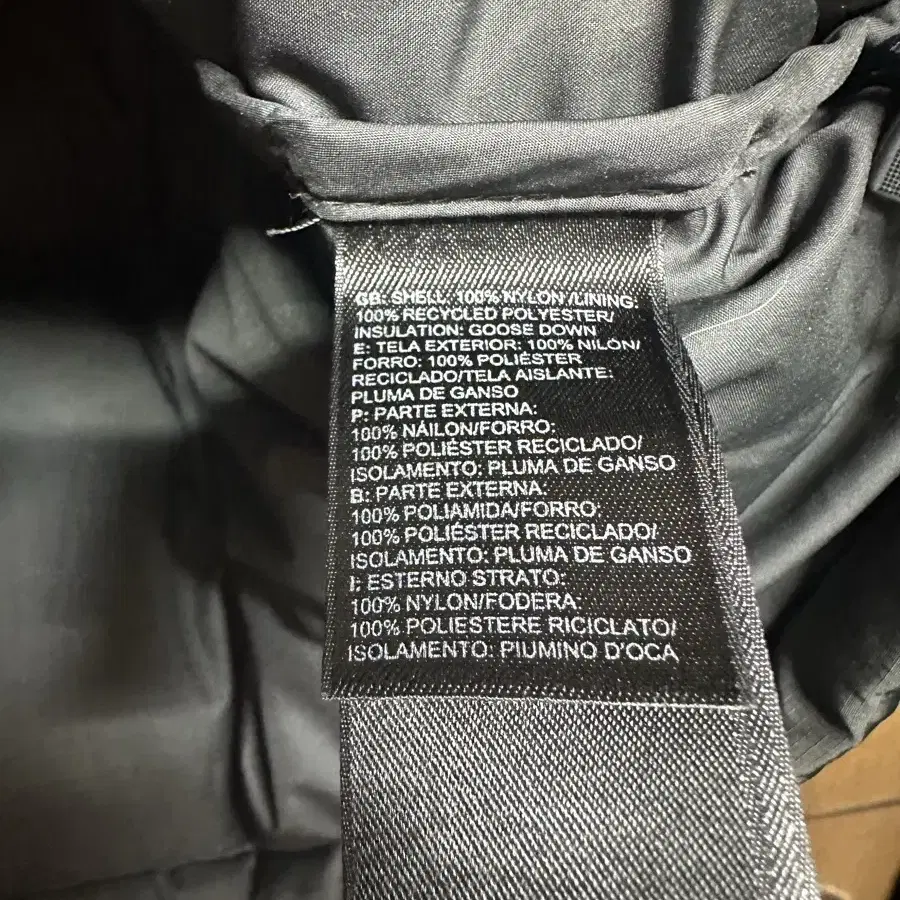 GB: SHELL: 100% NYLON /LINING:
100% RECYCLED POLYESTER/
INSULATION: GOOSE DOWN
E: TELA EXTERIOR: 100% NILÓN/
FORRO: 100% POLIÉSTER
RECICLADO/TELA AISLANTE:
PLUMA DE GANSO
P: PARTE EXTERNA:
100% NÁILON/FORRO:
100% POLIÉSTER RECICLADO/
ISOLAMENTO: PLUMA DE GANSO
B: PARTE EXTERNA:
100% POLIAMIDA/FORRO:
100% POLIÉSTER RECICLADO/
ISOLAMENTO: PLUMA DE GANSO
I: ESTERNO STRATO:
100% NYLON/FODERA:
100% POLIESTERE RICICLATO/
ISOLAMENTO: PIUMINO D'OCA